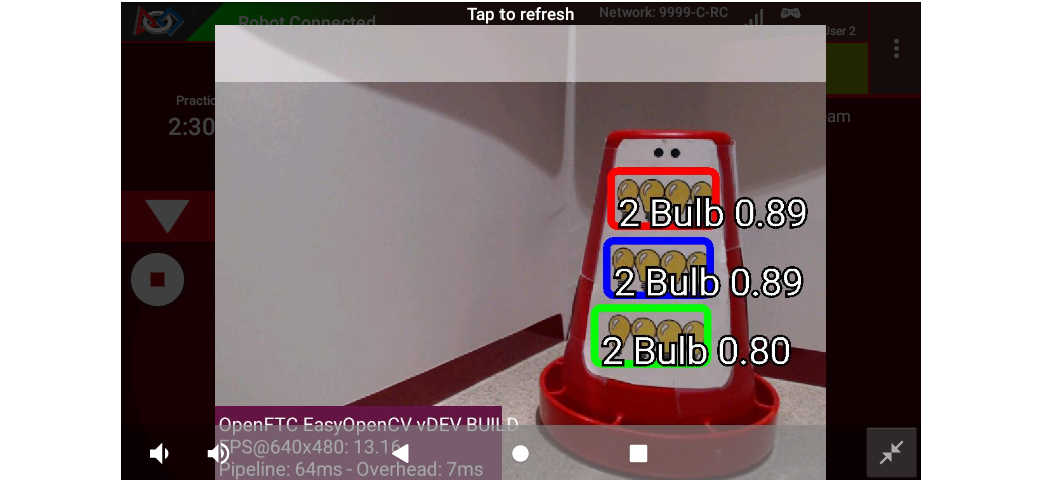 Tap to refresh
Robot Connected
Network: 9999-C-RC
User 2
Practic
2:30
am
2 Bulb 0.89
2 Bulb 0.89
2 Bulb 0.80
OpenFTC EasyOpenCV vDEV BUILD
FPS@640x480: 13.16
Pipeline: 64ms - Overhead: 7ms